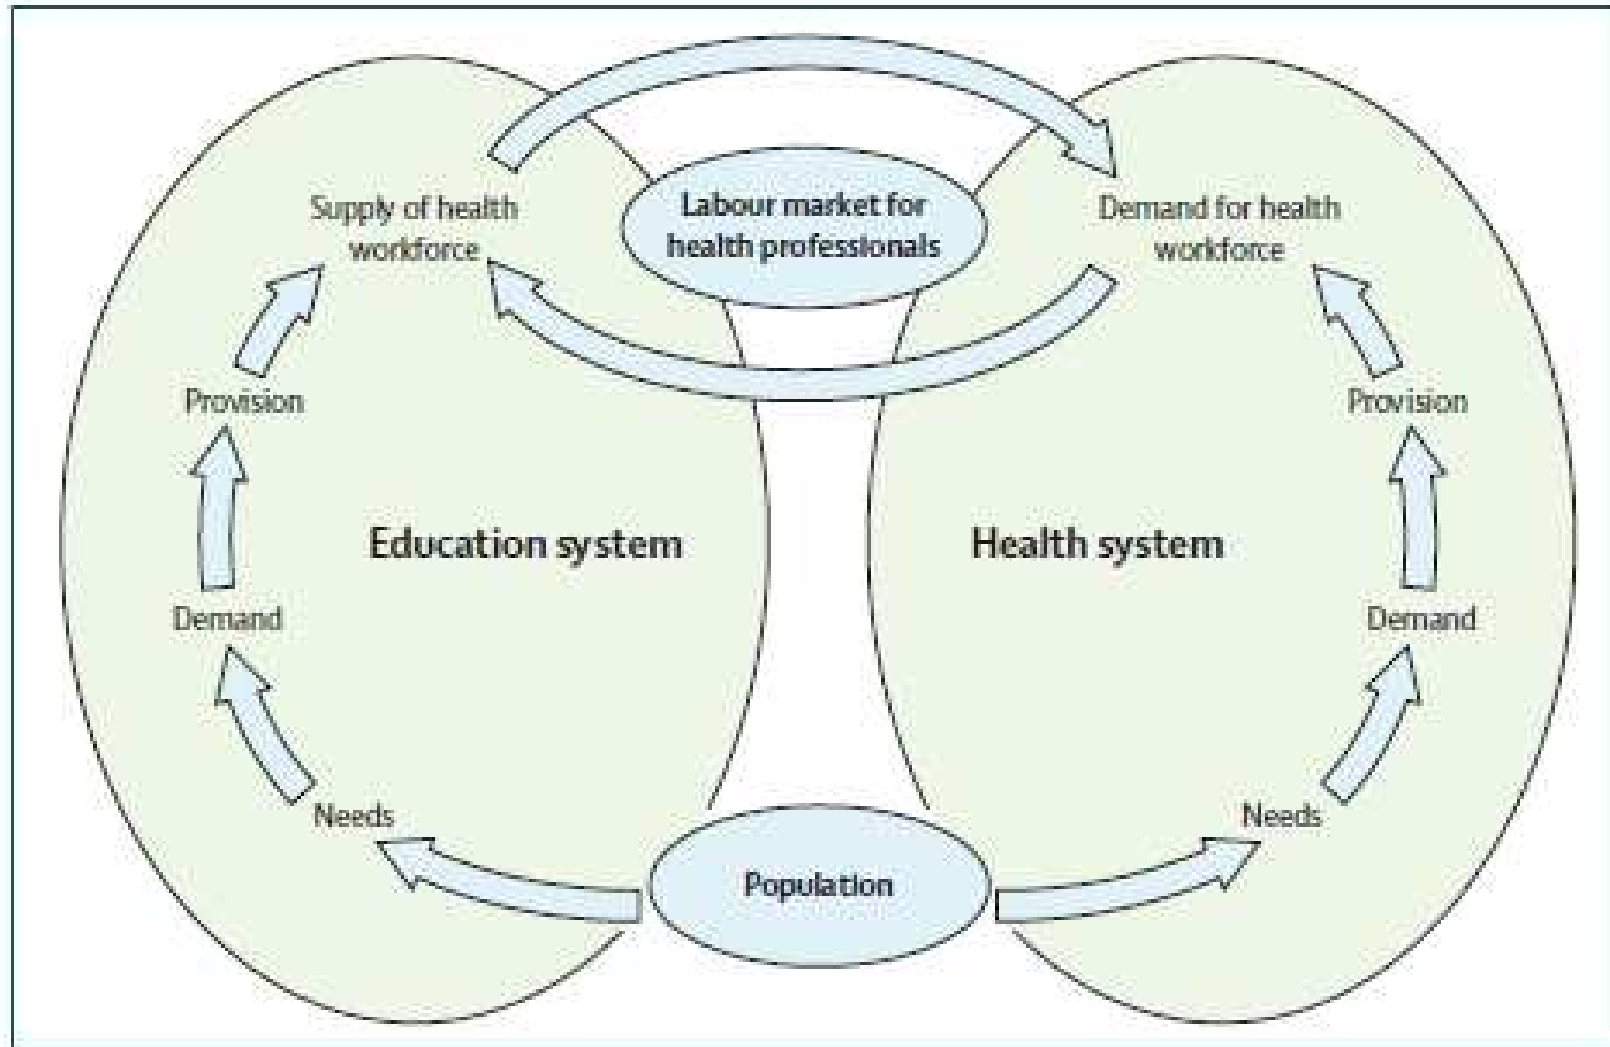 Supply of health
workforce
Labour market for
health professionals
Demand for health
workforce
Provision
Provision
Education system
Health system
Demand
Demand
Needs
Needs
Population